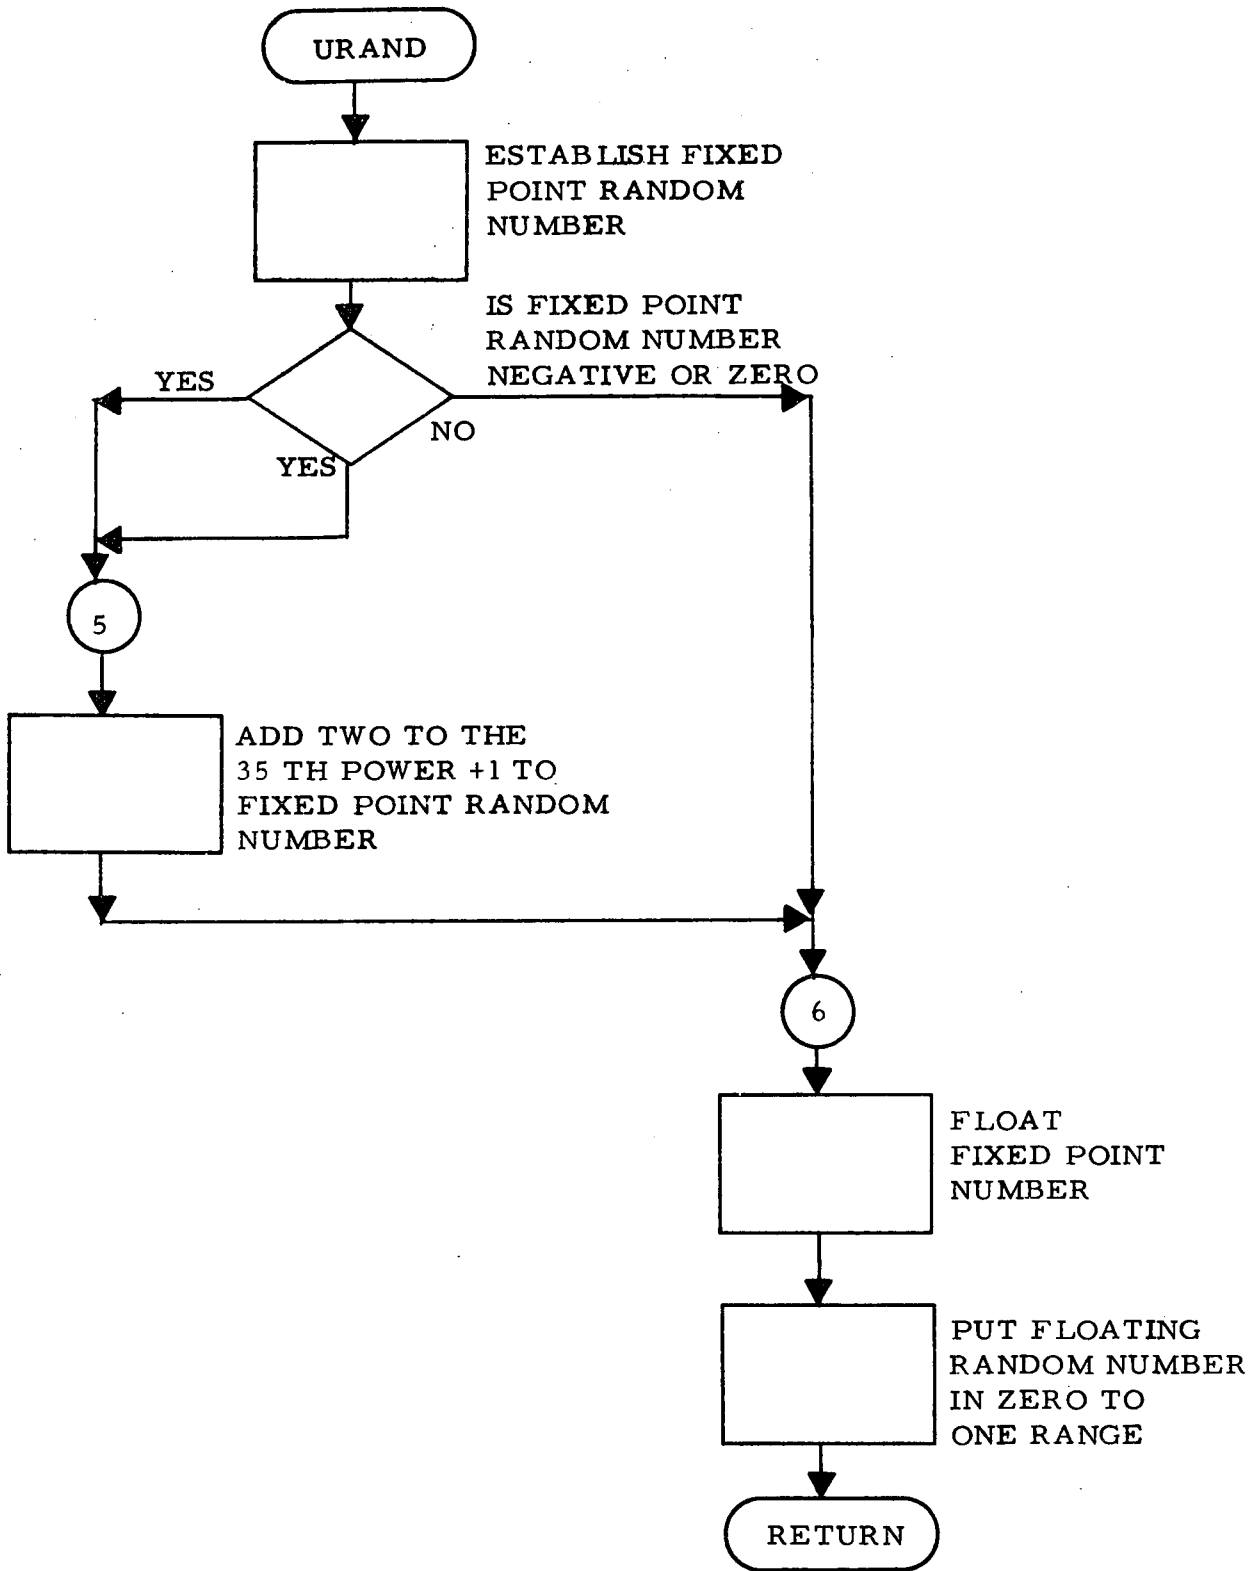 URAND
ESTABLISH FIXED
POINT RANDOM
NUMBER
IS FIXED POINT
RANDOM NUMBER
NEGATIVE OR ZERO
YES
NO
YES
5
ADD TWO TO THE
35 TH POWER +1 TO
FIXED POINT RANDOM
NUMBER
6
FLOAT
FIXED POINT
NUMBER
PUT FLOATING
RANDOM NUMBER
IN ZERO TO
ONE RANGE
RETURN